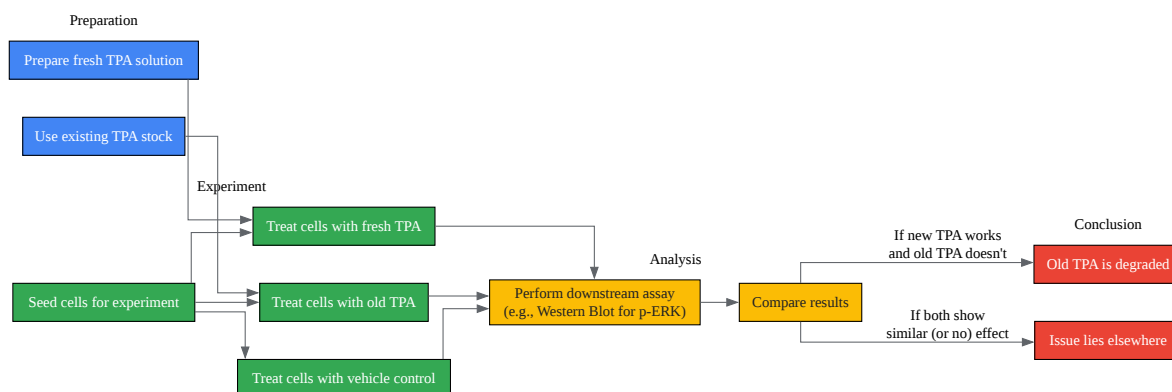 Preparation
Prepare fresh TPA solution
Use existing TPA stock
Experiment
Treat cells with fresh TPA
Seed cells for experiment
Treat cells with old TPA
Treat cells with vehicle control
Analysis
Perform downstream assay
(e.g., Western Blot for p-ERK)
Compare results
If new TPA works
and old TPA doesn't
If both show
similar (or no) effect
Conclusion
Old TPA is degraded
Issue lies elsewhere